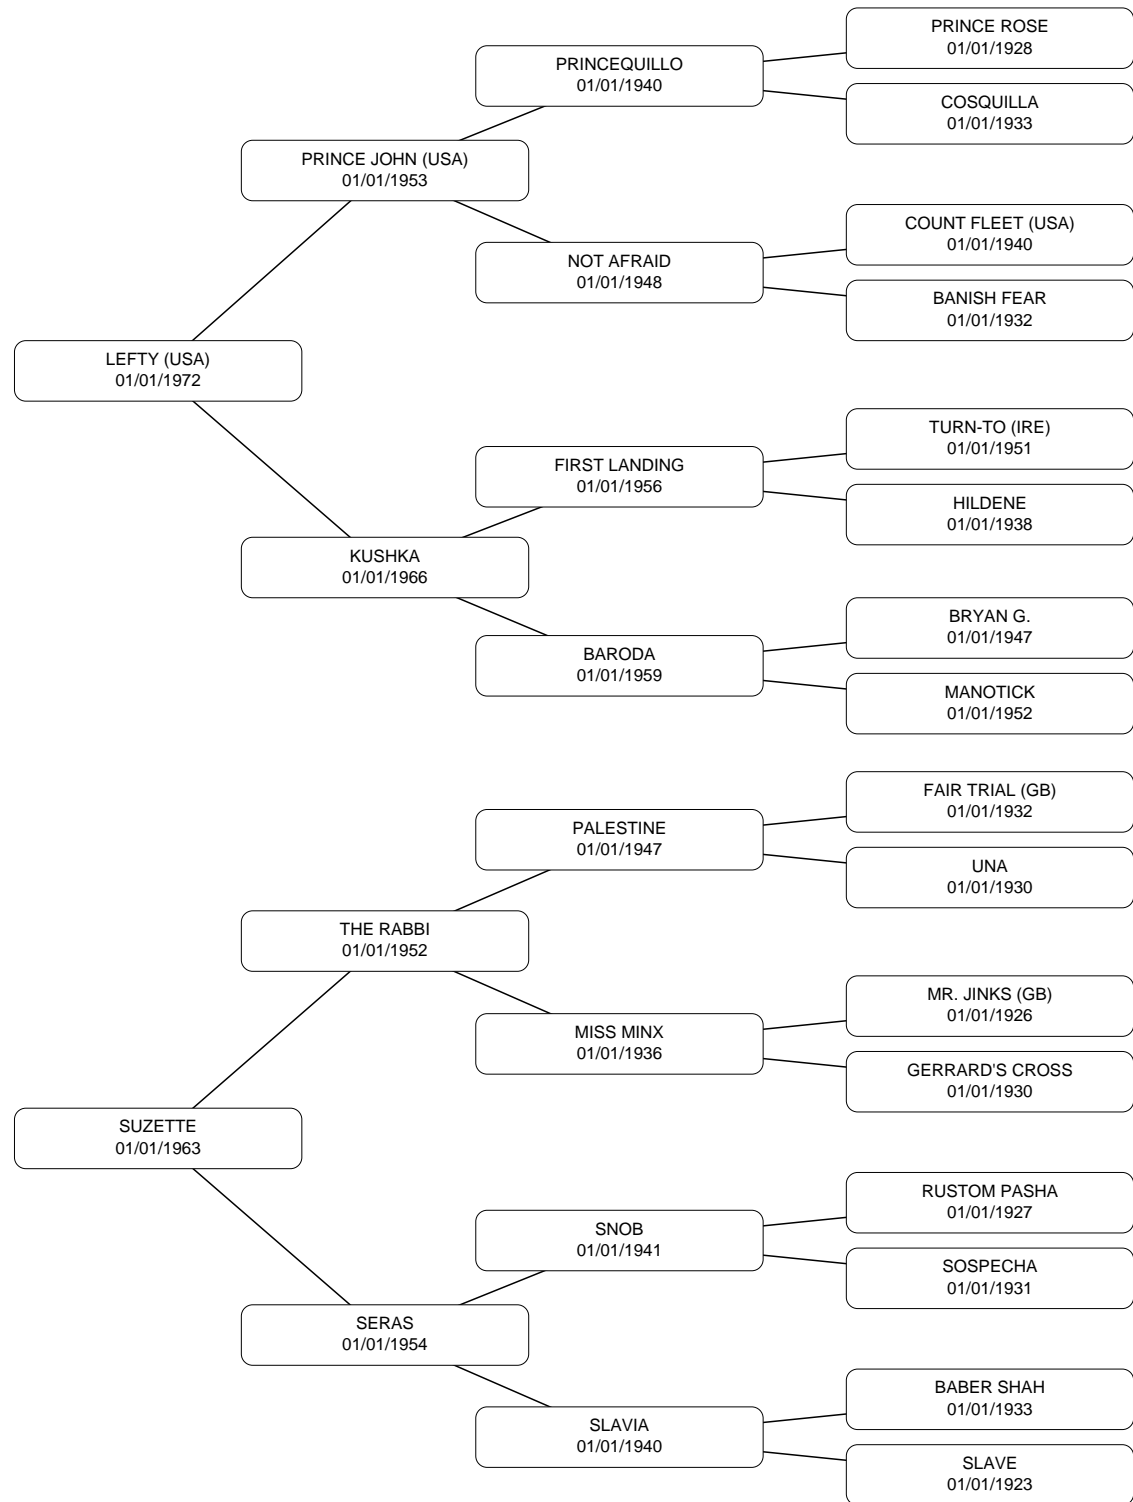 PRINCE ROSE
01/01/1928
PRINCEQUILLO
01/01/1940
COSQUILLA
01/01/1933
PRINCE JOHN (USA)
01/01/1953
COUNT FLEET (USA)
01/01/1940
NOT AFRAID
01/01/1948
BANISH FEAR
01/01/1932
LEFTY (USA)
01/01/1972
TURN-TO (IRE)
01/01/1951
FIRST LANDING
01/01/1956
HILDENE
01/01/1938
KUSHKA
01/01/1966
BRYAN G.
01/01/1947
BARODA
01/01/1959
MANOTICK
01/01/1952
FAIR TRIAL (GB)
01/01/1932
PALESTINE
01/01/1947
UNA
01/01/1930
THE RABBI
01/01/1952
MR. JINKS (GB)
01/01/1926
MISS MINX
01/01/1936
GERRARD'S CROSS
01/01/1930
SUZETTE
01/01/1963
RUSTOM PASHA
01/01/1927
SNOB
01/01/1941
SOSPECHA
01/01/1931
SERAS
01/01/1954
BABER SHAH
01/01/1933
SLAVIA
01/01/1940
SLAVE
01/01/1923